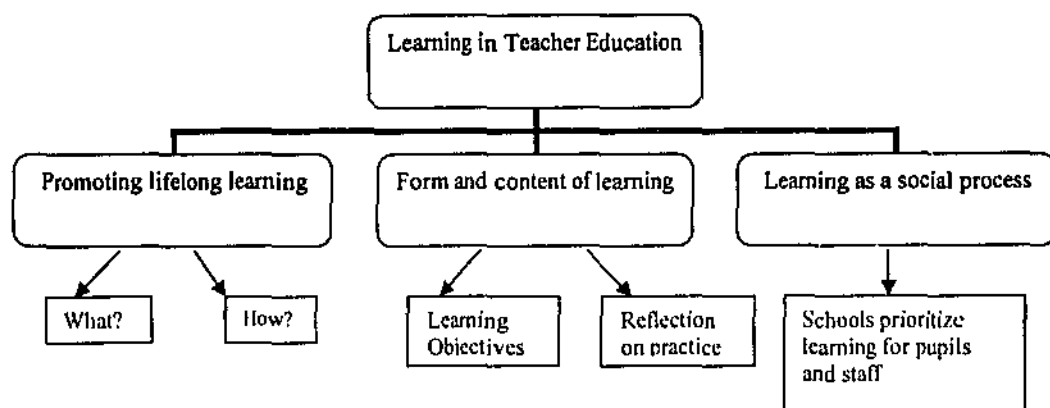 Learning in Teacher Education
Promoting lifelong learning
Form and content of learning
Learning as a social process
What?
How?
Learning
Objectives
Reflection
on practice
Schools prioritize
learning for pupils
and staff